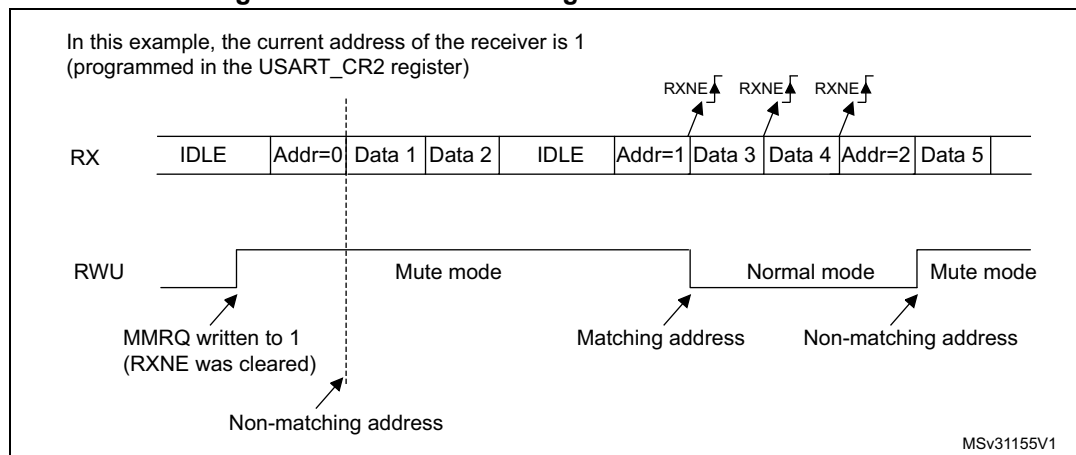 In this example, the current address of the receiver is 1
(programmed in the USART_CR2 register)
RXNE RXNE RXNE
RX IDLE Addr=0 Data 1 Data 2 IDLE Addr=1 Data 3 Data 4 Addr=2 Data 5
RWU Mute mode Normal mode Mute mode
MMRQ written to 1 Matching address Non-matching address
(RXNE was cleared)
Non-matching address
MSv31155V1